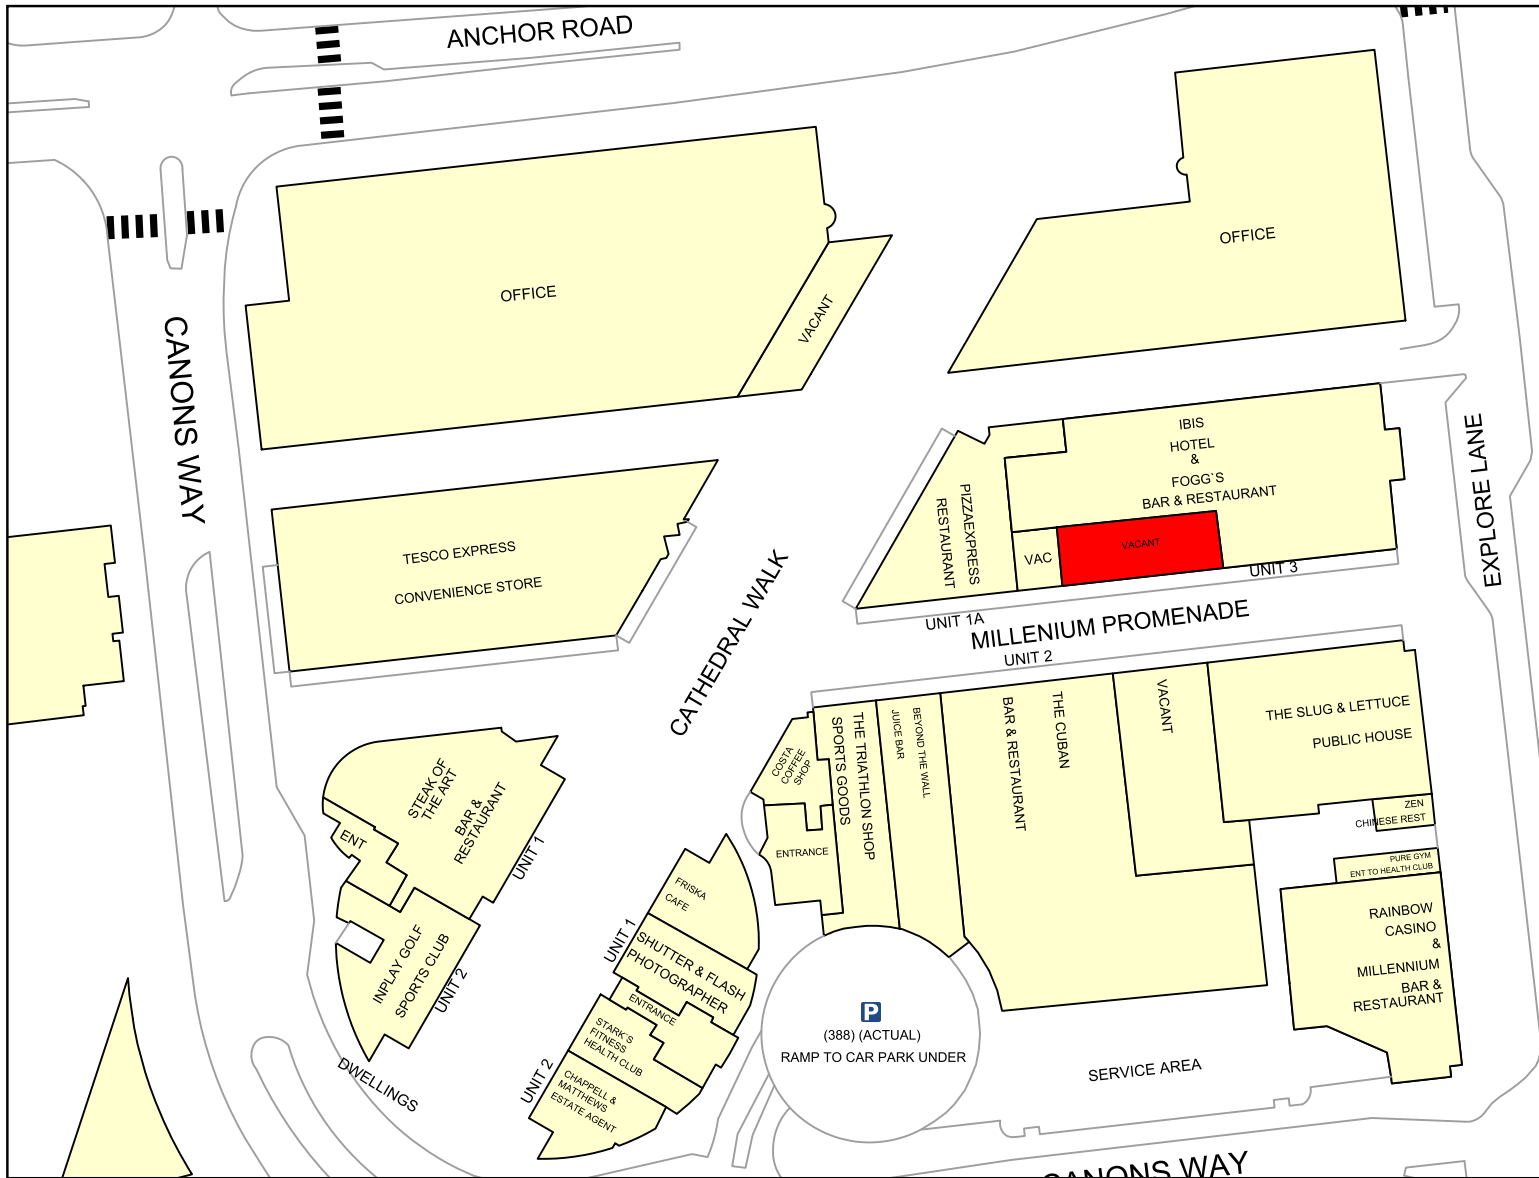 ANCHOR ROAD
CANONS WAY
OFFICE
VACANT
OFFICE
TESCO EXPRESS
CONVENIENCE STORE
CATHEDRAL WALK
PIZZAEXPRESS
RESTAURANT
IBIS
HOTEL
&
FOGG`S
BAR & RESTAURANT
VAC
VACANT
UNIT 3
UNIT 1A
MILLENIUM PROMENADE
UNIT 2
EXPLORE LANE
STEAK OF
THE ART
BAR &
RESTAURANT
ENT
UNIT 1
INPLAY GOLF
SPORTS CLUB
UNIT 2
DWELLINGS
FRISKA
CAFE
UNIT 1
SHUTTER & FLASH
PHOTOGRAPHER
ENTRANCE
STARK'S
FITNESS
HEALTH CLUB
UNIT 2
CHAPPELL &
MATTHEWS
ESTATE AGENT
COSTA
COFFEE
SHOP
ENTRANCE
THE TRIATHLON SHOP
SPORTS GOODS
BEYOND THE WALL
JUICE BAR
THE CUBAN
BAR & RESTAURANT
VACANT
THE SLUG & LETTUCE
PUBLIC HOUSE
ZEN
CHINESE REST
PURE GYM
ENT TO HEALTH CLUB
RAINBOW
CASINO
&
MILLENNIUM
BAR &
RESTAURANT
P
(388) (ACTUAL)
RAMP TO CAR PARK UNDER
SERVICE AREA
CANONS WAY